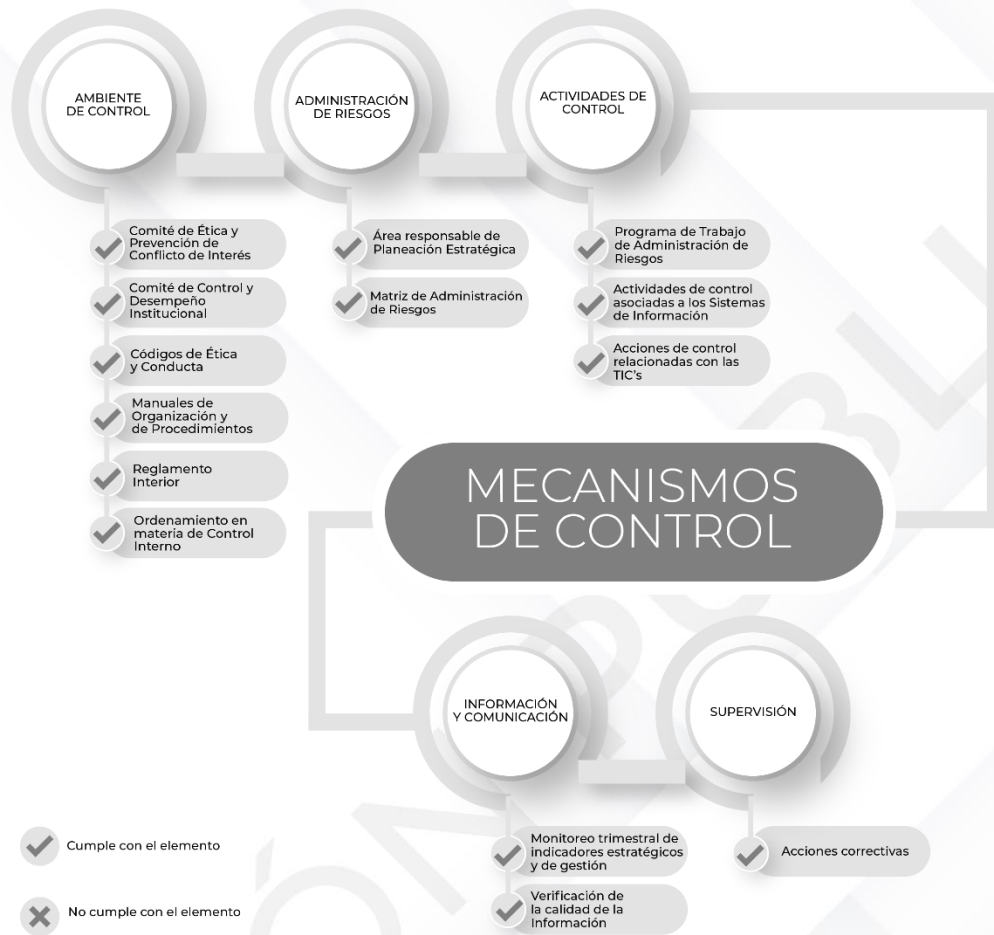 AMBIENTE
DE CONTROL
ADMINISTRACIÓN
DE RIESGOS
ACTIVIDADES DE
CONTROL
Comité de Ética y
Prevención de
Conflicto de Interés
Comité de Control y
Desempeño
Institucional
Códigos de Ética
y Conducta
Manuales de
Organización y
de Procedimientos
Reglamento
Interior
Ordenamiento en
materia de Control
Interno
Área responsable de
Planeación Estratégica
Matriz de Administración
de Riesgos
Programa de Trabajo
de Administración de
Riesgos
Actividades de control
asociadas a los Sistemas
de Información
Acciones de control
relacionadas con las
TIC's
MECANISMOS
DE CONTROL
INFORMACIÓN
Y COMUNICACIÓN
SUPERVISIÓN
Monitoreo trimestral de
indicadores estratégicos
y de gestión
Verificación de
la calidad de la
Información
Acciones correctivas
Cumple con el elemento
No cumple con el elemento